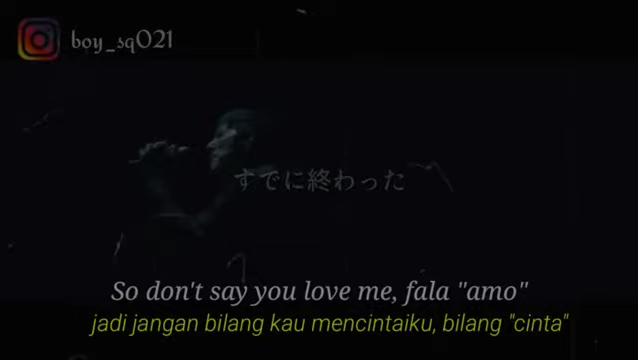 boy_sq021
すでに終わった
So don't say you love me, fala "amo"
jadi jangan bilang kau mencintaiku, bilang "cinta"